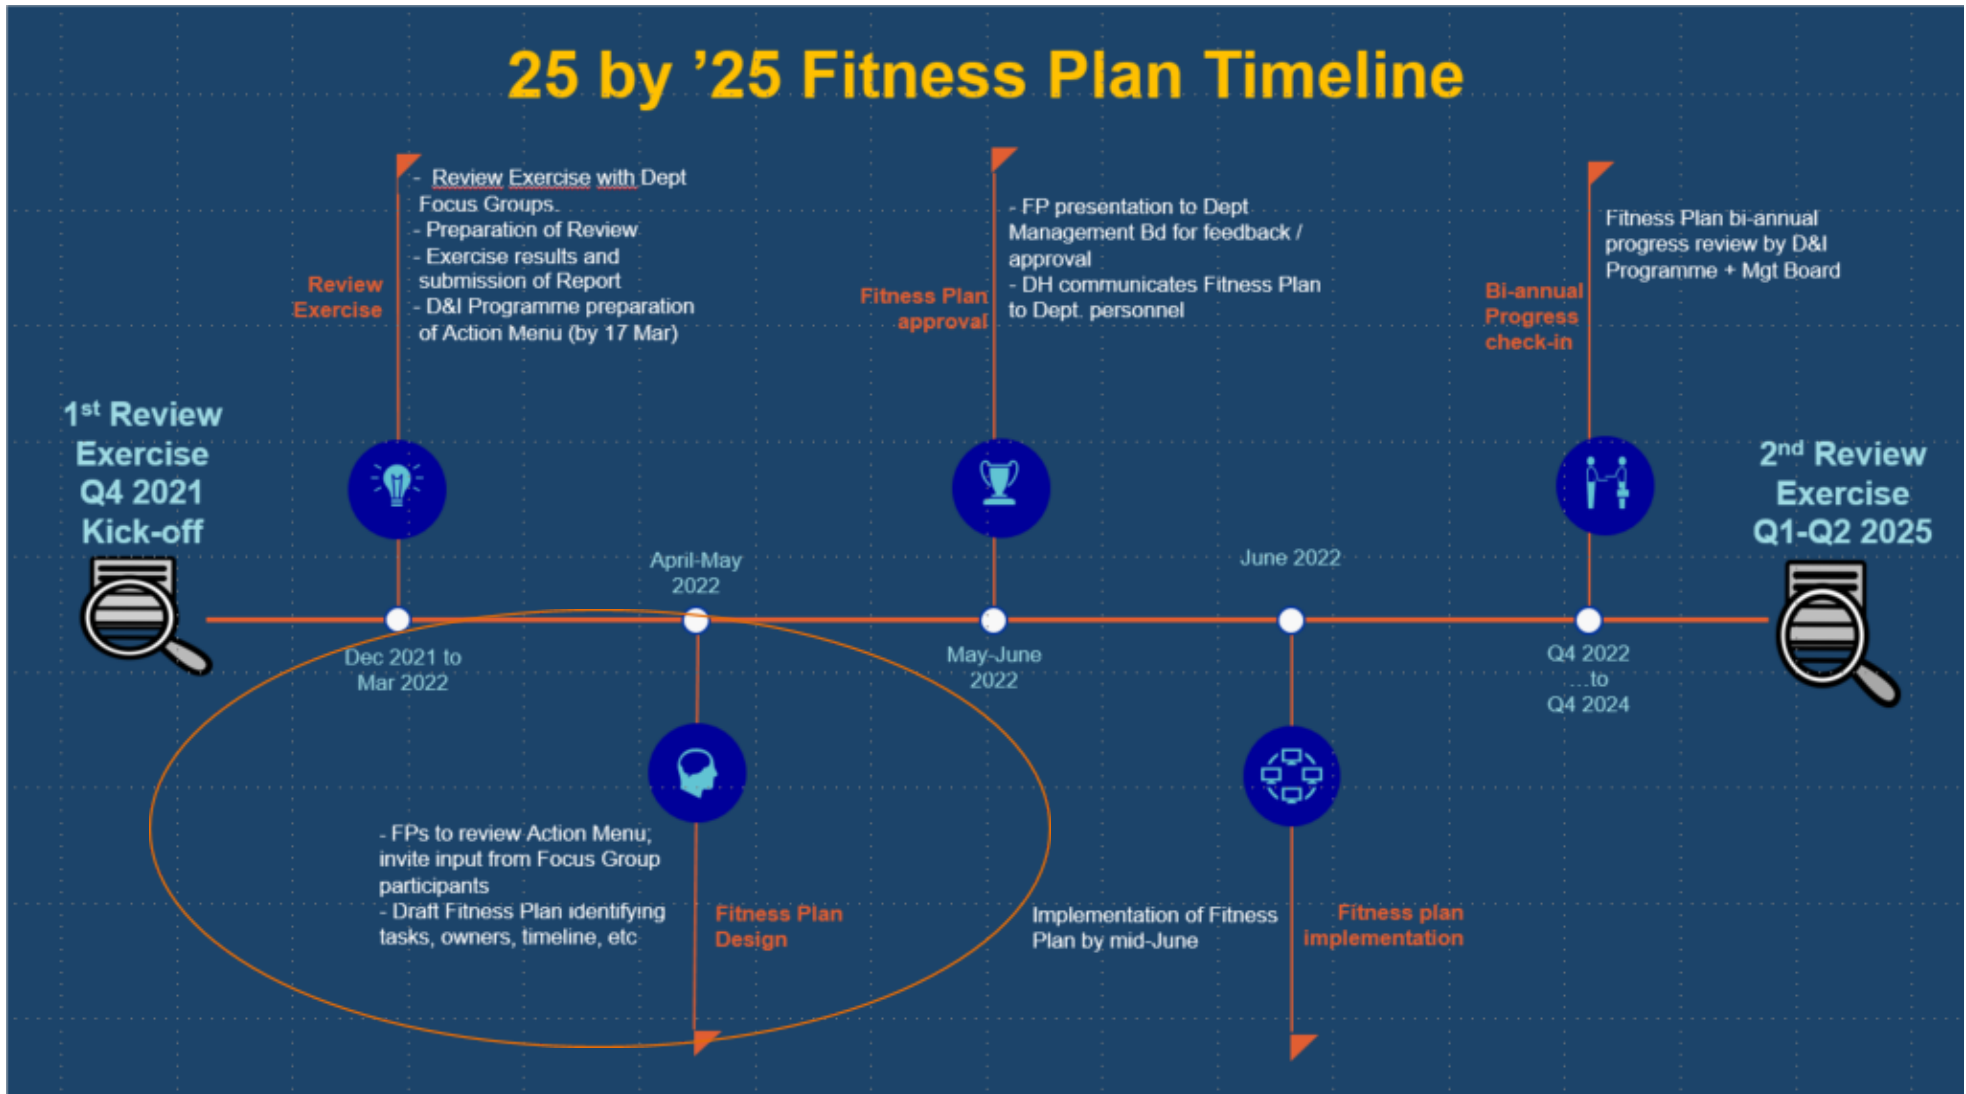 25 by ’25 Fitness Plan Timeline
1st Review
Exercise
Q4 2021
Kick-off
Review
Exercise
- Review Exercise with Dept
Focus Groups.
- Preparation of Review
- Exercise results and
submission of Report
- D&I Programme preparation
of Action Menu (by 17 Mar)
Dec 2021 to
Mar 2022
April-May
2022
- FPs to review Action Menu;
invite input from Focus Group
participants
- Draft Fitness Plan identifying
tasks, owners, timeline, etc
Fitness Plan
Design
Fitness Plan
approval
- FP presentation to Dept
Management Bd for feedback /
approval
- DH communicates Fitness Plan
to Dept. personnel
May-June
2022
June 2022
Implementation of Fitness
Plan by mid-June
Fitness plan
implementation
Bi-annual
Progress
check-in
Fitness Plan bi-annual
progress review by D&I
Programme + Mgt Board
Q4 2022
...to
Q4 2024
2nd Review
Exercise
Q1-Q2 2025